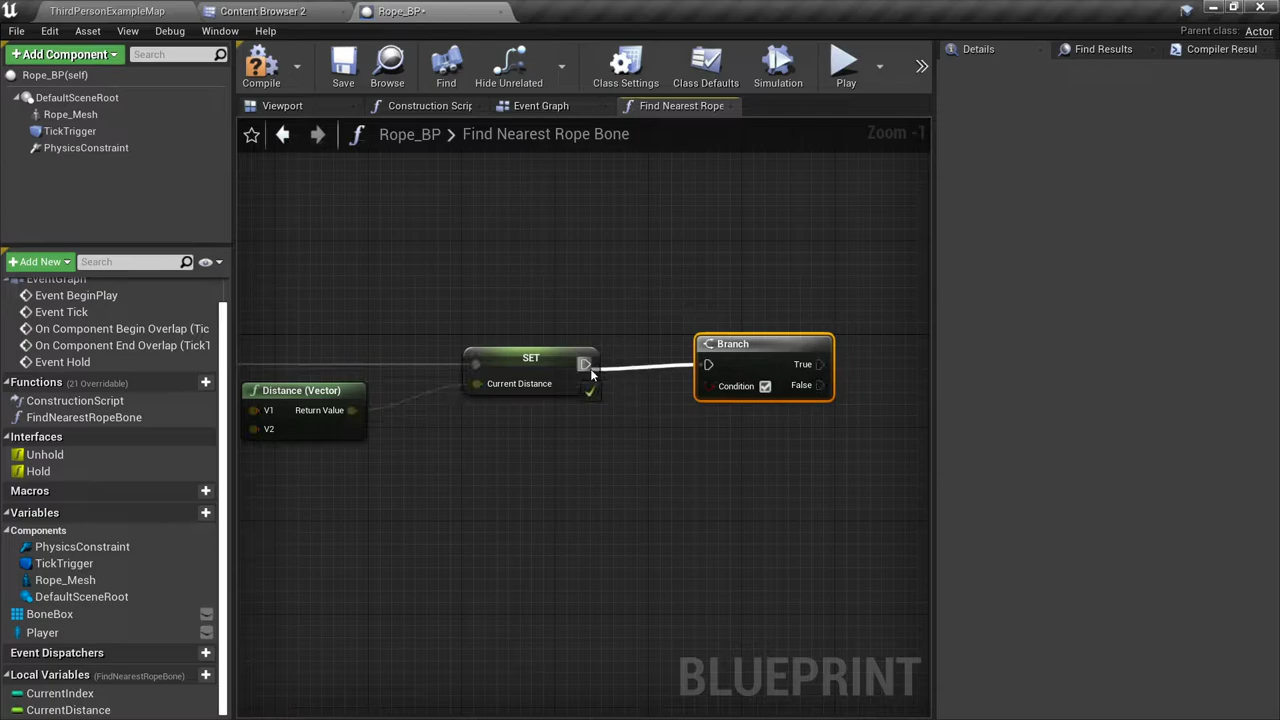 ThirdPersonExampleMap
Content Browser 2
Rope_BP•
File
Edit
Asset
View
Debug
Window
Help
Parent class: Actor
Add Component
Search
Compile
Save
Browse
Find
Hide Unrelated
Class Settings
Class Defaults
Simulation
Play
Details
Find Results
Compiler Resul
Rope_BP(self)
DefaultSceneRoot
Rope_Mesh
TickTrigger
PhysicsConstraint
Viewport
Construction Scrip
Event Graph
Find Nearest Rope
Rope_BP > Find Nearest Rope Bone
Zoom -1
Add New
Search
EventGraph
Event BeginPlay
Event Tick
On Component Begin Overlap (Tic
On Component End Overlap (TickT
Event Hold
Functions (21 Overridable)
ConstructionScript
FindNearestRopeBone
Interfaces
Unhold
Hold
Macros
Variables
Components
PhysicsConstraint
TickTrigger
Rope_Mesh
DefaultSceneRoot
BoneBox
Player
Event Dispatchers
Local Variables (FindNearestRopeBone)
CurrentIndex
CurrentDistance
Distance (Vector)
V1
Return Value
V2
SET
Current Distance
Branch
True
Condition
False
BLUEPRINT